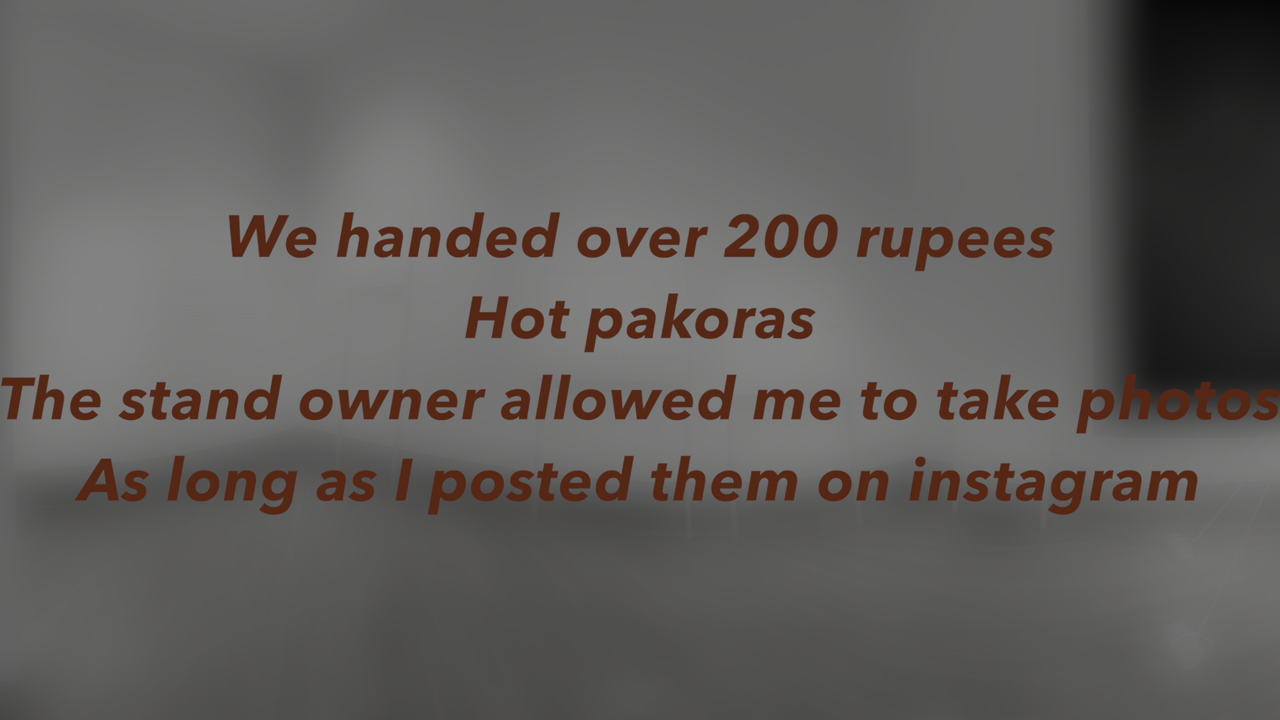 We handed over 200 rupees
Hot pakoras
The stand owner allowed me to take photos
As long as I posted them on instagram